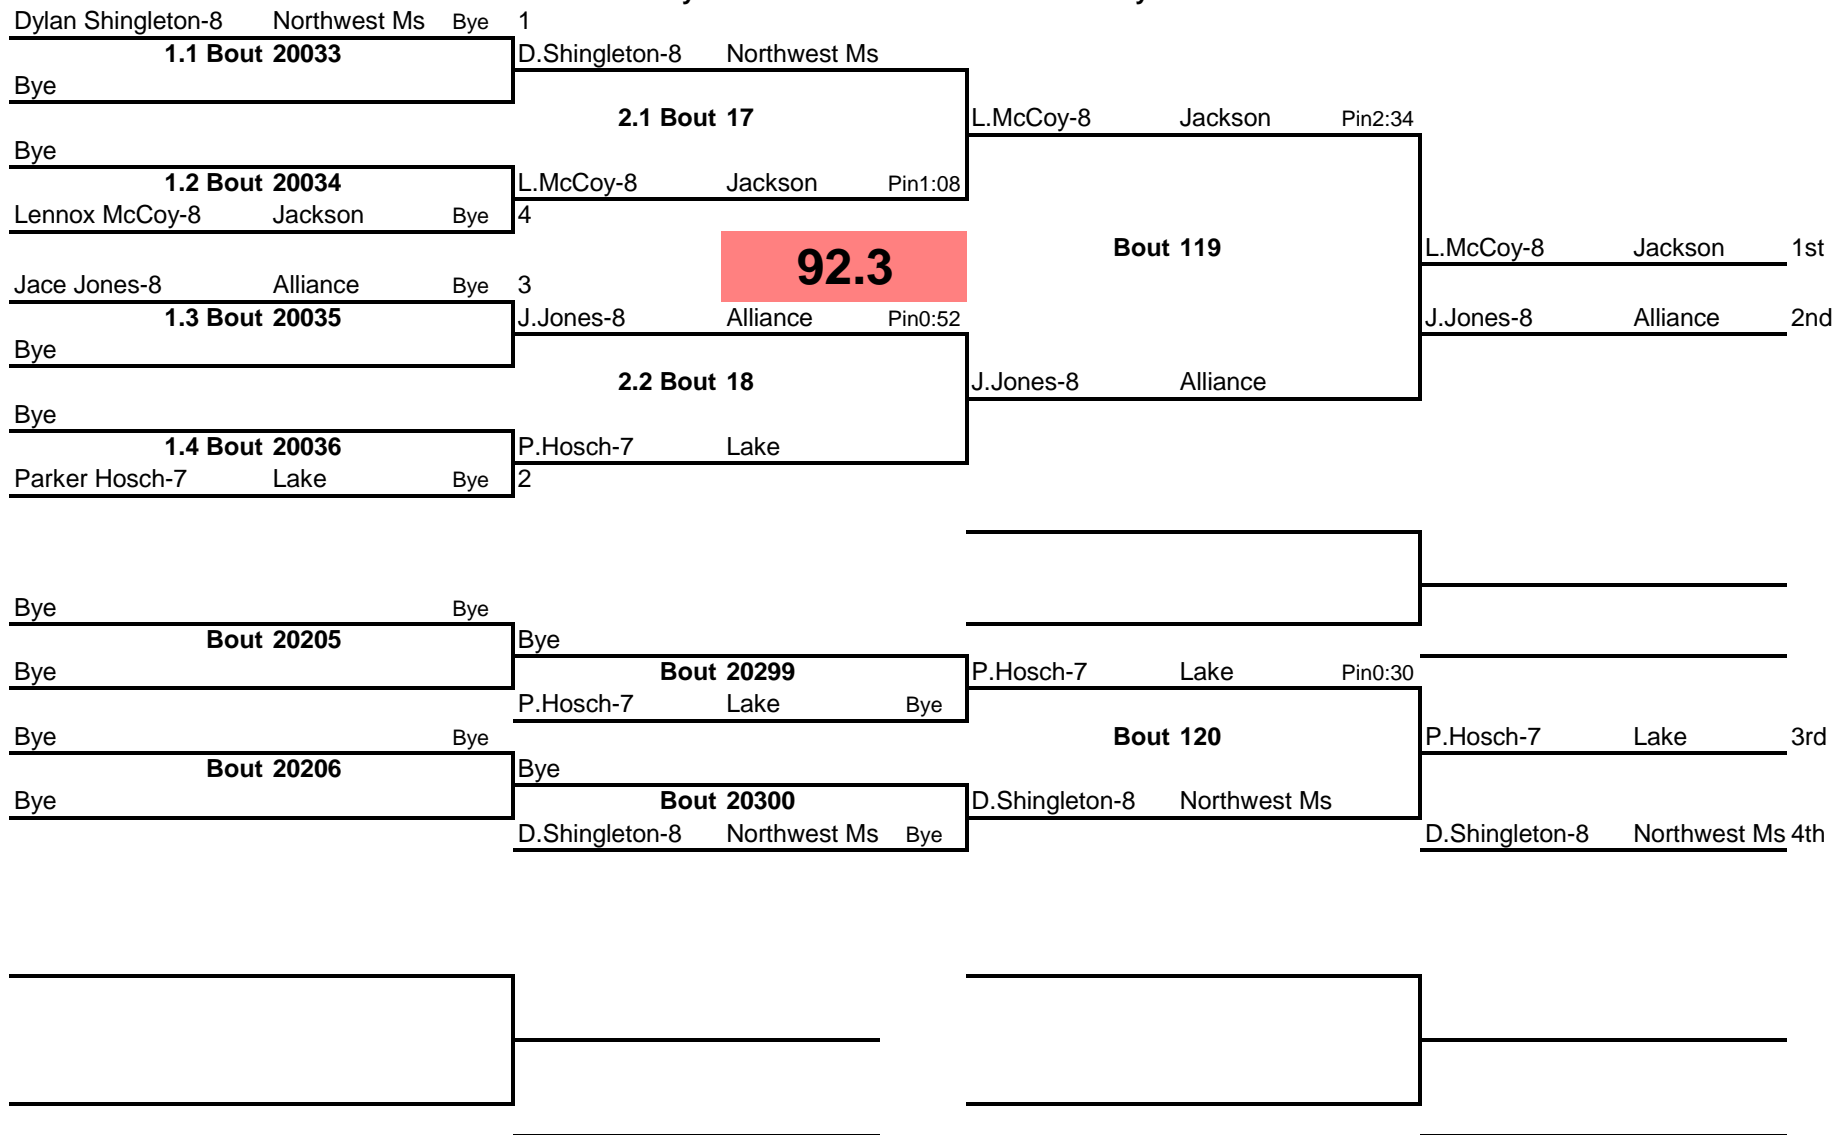 Dylan Shingleton-8 Northwest Ms Bye 1
1.1 Bout 20033 D.Shingleton-8 Northwest Ms
Bye
2.1 Bout 17 L.McCoy-8 Jackson Pin2:34
Bye
1.2 Bout 20034 L.McCoy-8 Jackson Pin1:08
Lennox McCoy-8 Jackson Bye 4
92.3 Bout 119 L.McCoy-8 Jackson 1st
Jace Jones-8 Alliance Bye 3
1.3 Bout 20035 J.Jones-8 Alliance Pin0:52 J.Jones-8 Alliance 2nd
Bye
2.2 Bout 18 J.Jones-8 Alliance
Bye
1.4 Bout 20036 P.Hosch-7 Lake
Parker Hosch-7 Lake Bye 2
Bye Bye
Bout 20205 Bye
Bye Bout 20299 P.Hosch-7 Lake Pin0:30
P.Hosch-7 Lake Bye
Bye Bye Bout 120 P.Hosch-7 Lake 3rd
Bout 20206 Bye
Bye Bout 20300 D.Shingleton-8 Northwest Ms
D.Shingleton-8 Northwest Ms Bye D.Shingleton-8 Northwest Ms 4th